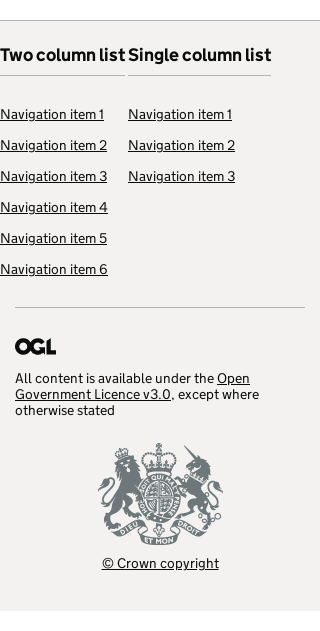 Two column list
Navigation item 1
Navigation item 2
Navigation item 3
Navigation item 4
Navigation item 5
Navigation item 6
Single column list
Navigation item 1
Navigation item 2
Navigation item 3
OGL
All content is available under the Open
Government Licence v3.0, except where
otherwise stated
DIEU ET MON DROIT
© Crown copyright